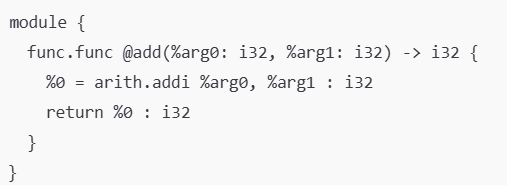 module {
  func.func @add(%arg0: i32, %arg1: i32) -> i32 {
    %0 = arith.addi %arg0, %arg1 : i32
    return %0 : i32
  }
}